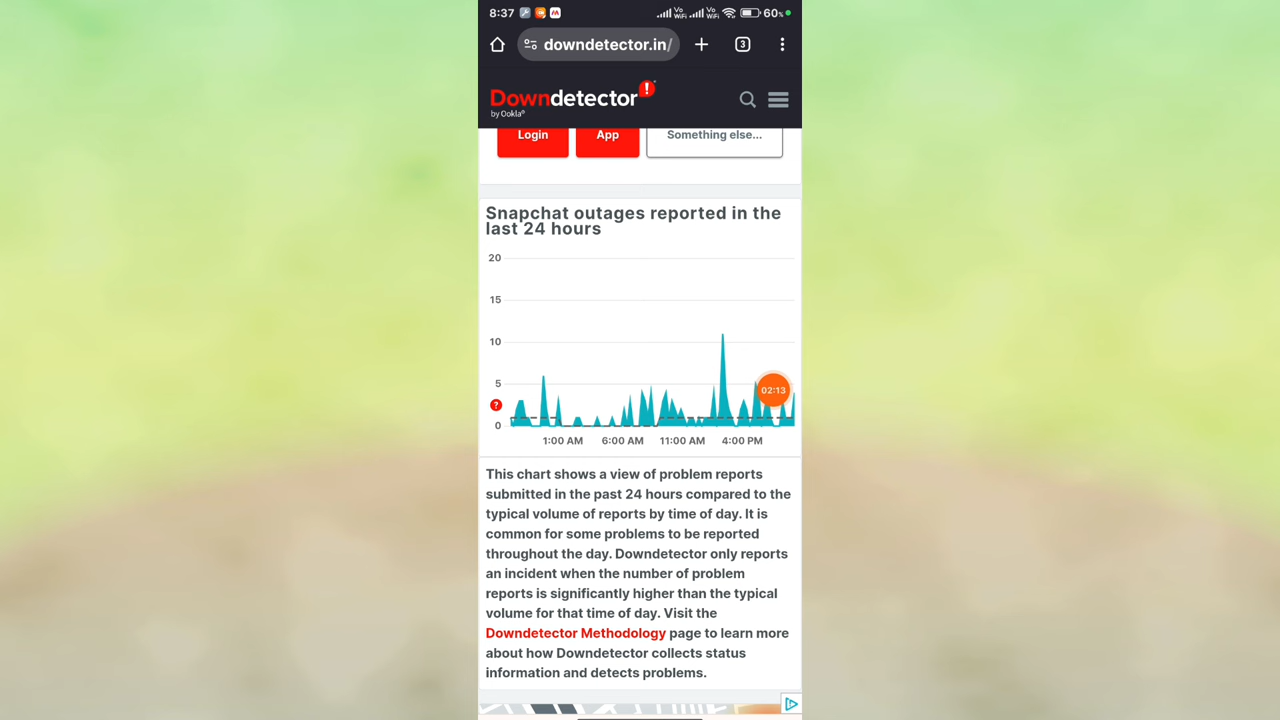 8:37
Vo WiFi
Vo WiFi
60%
downdetector.in/
3
Downdetector
by Ookla
Login
App
Something else...
Snapchat outages reported in the
last 24 hours
20
15
10
5
0
?
02:13
1:00 AM 6:00 AM 11:00 AM 4:00 PM
This chart shows a view of problem reports
submitted in the past 24 hours compared to the
typical volume of reports by time of day. It is
common for some problems to be reported
throughout the day. Downdetector only reports
an incident when the number of problem
reports is significantly higher than the typical
volume for that time of day. Visit the
Downdetector Methodology page to learn more
about how Downdetector collects status
information and detects problems.